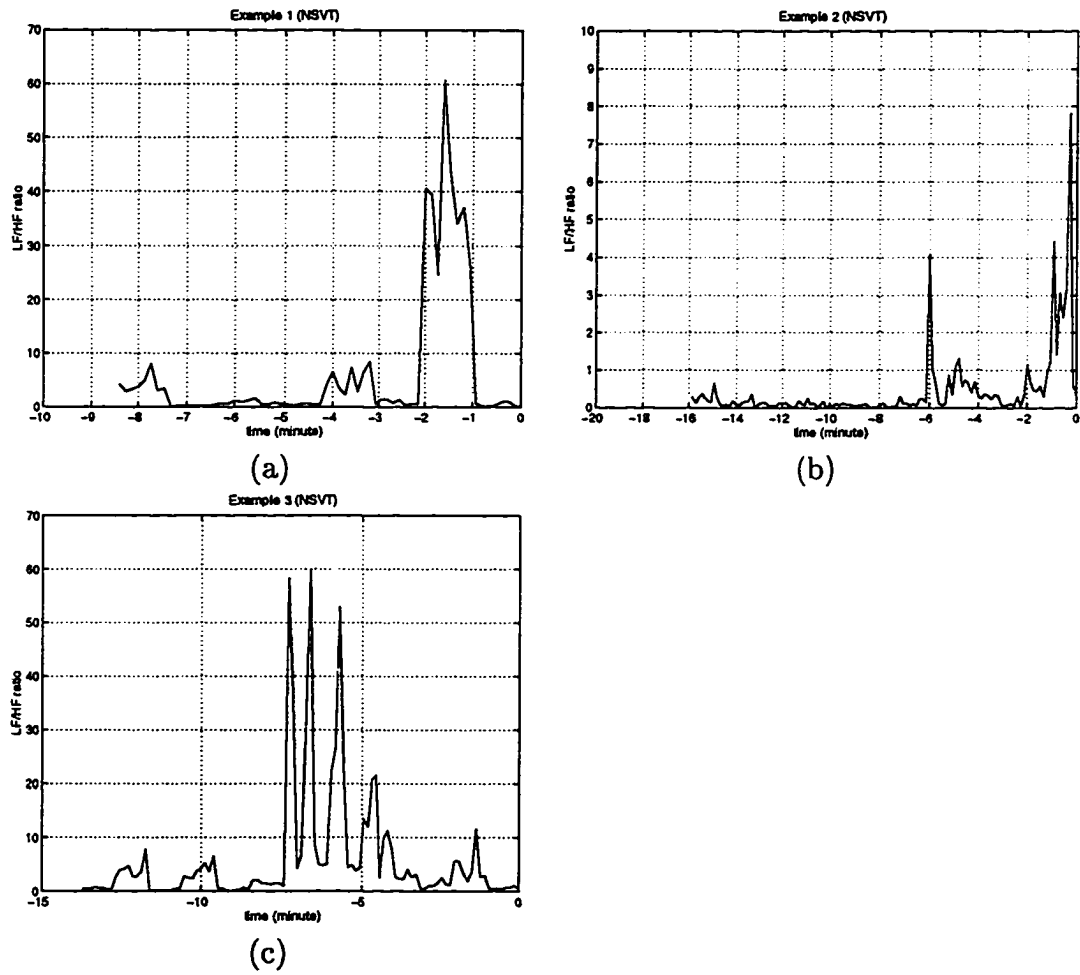 Example 1 (NSVT)
70
60
50
40
30
20
10
0
LF/HF ratio
-10 -9 -8 -7 -6 -5 -4 -3 -2 -1 0
time (minute)
(a)
Example 2 (NSVT)
10
9
8
7
6
5
4
3
2
1
0
LF/HF ratio
-20 -18 -16 -14 -12 -10 -8 -6 -4 -2 0
time (minute)
(b)
Example 3 (NSVT)
70
60
50
40
30
20
10
0
LF/HF ratio
-15 -10 -5 0
time (minute)
(c)